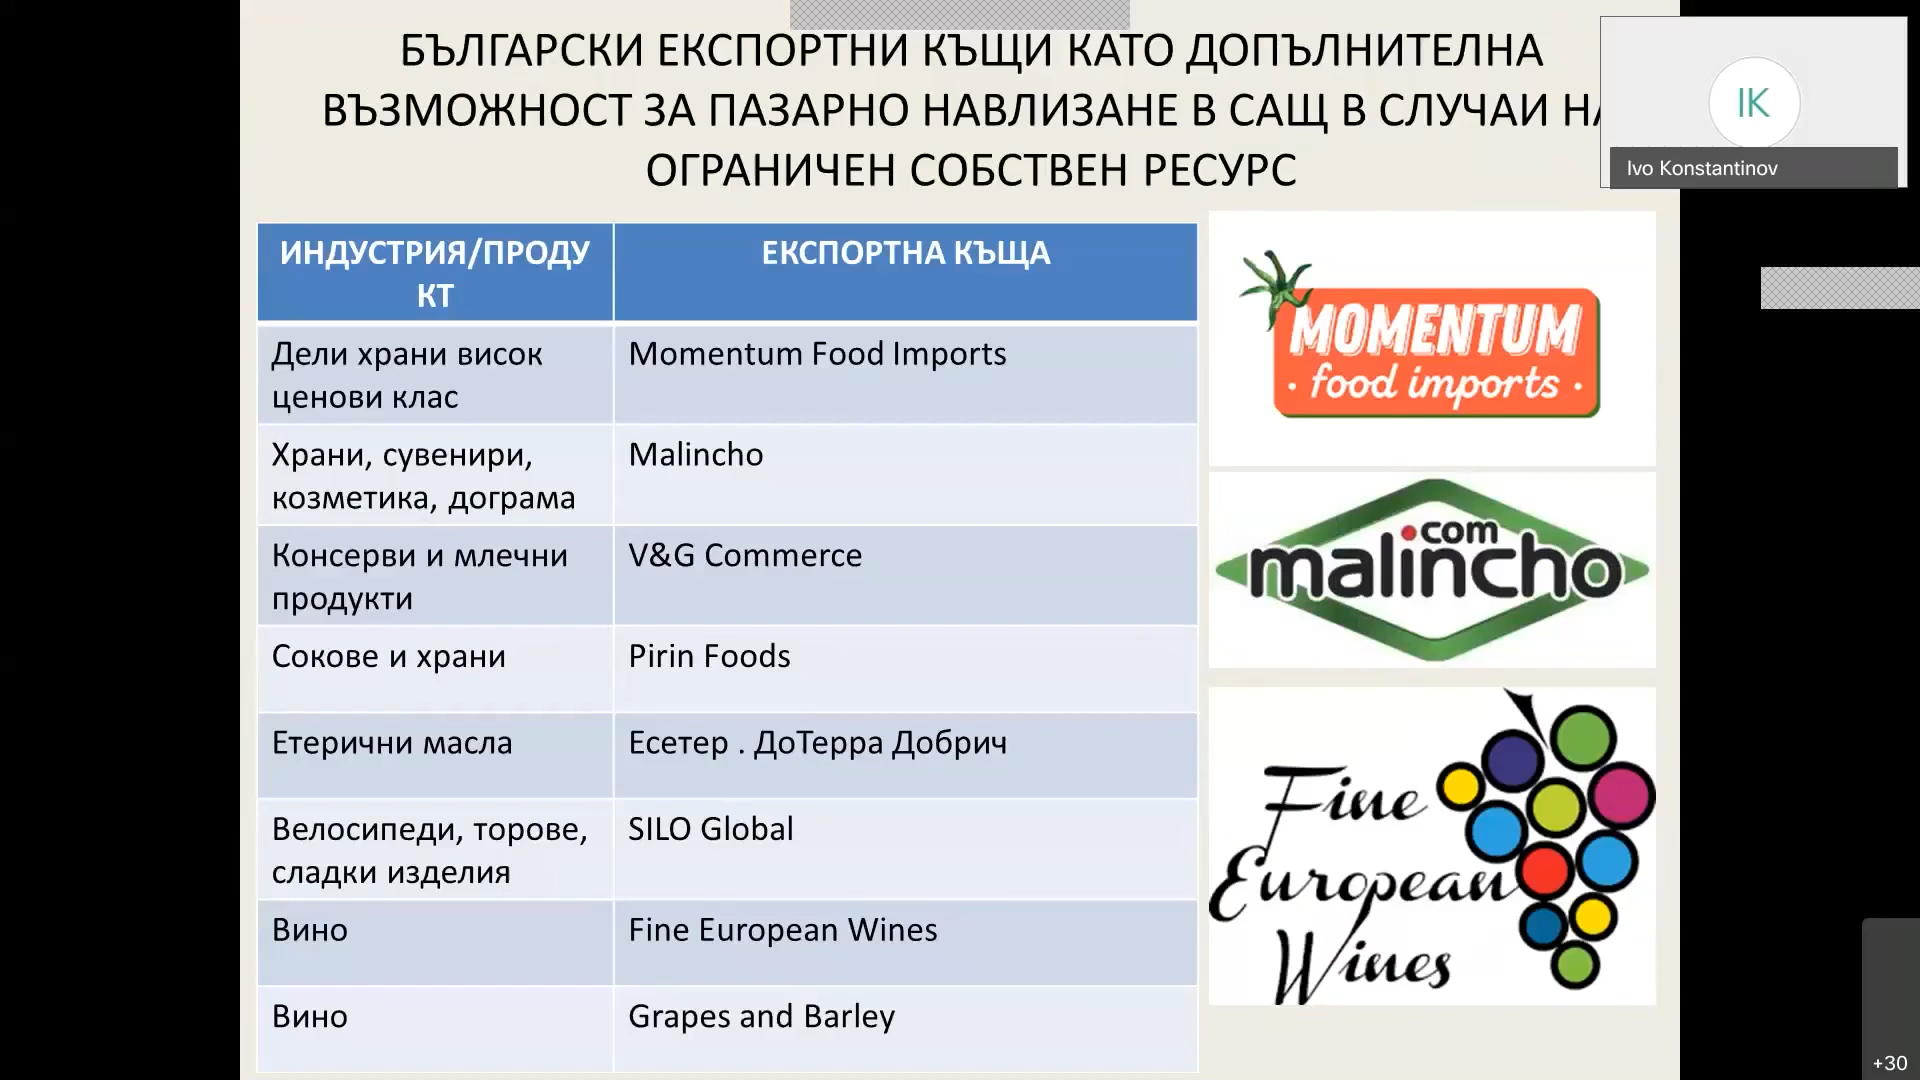 БЪЛГАРСКИ ЕКСПОРТНИ КЪЩИ КАТО ДОПЪЛНИТЕЛНА
ВЪЗМОЖНОСТ ЗА ПАЗАРНО НАВЛИЗАНЕ В САЩ В СЛУЧАИ НА
ОГРАНИЧЕН СОБСТВЕН РЕСУРС
IK
Ivo Konstantinov
ИНДУСТРИЯ/ПРОДУ
КТ
ЕКСПОРТНА КЪЩА
Дели храни висок
ценови клас
Momentum Food Imports
Храни, сувенири,
козметика, дограма
Malincho
Консерви и млечни
продукти
V&G Commerce
Сокове и храни
Pirin Foods
Етерични масла
Есетер . ДоТерра Добрич
Велосипеди, торове,
сладки изделия
SILO Global
Вино
Fine European Wines
Вино
Grapes and Barley
MOMENTUM
· food imports ·
.com
malincho
Fine
European
Wines
+30